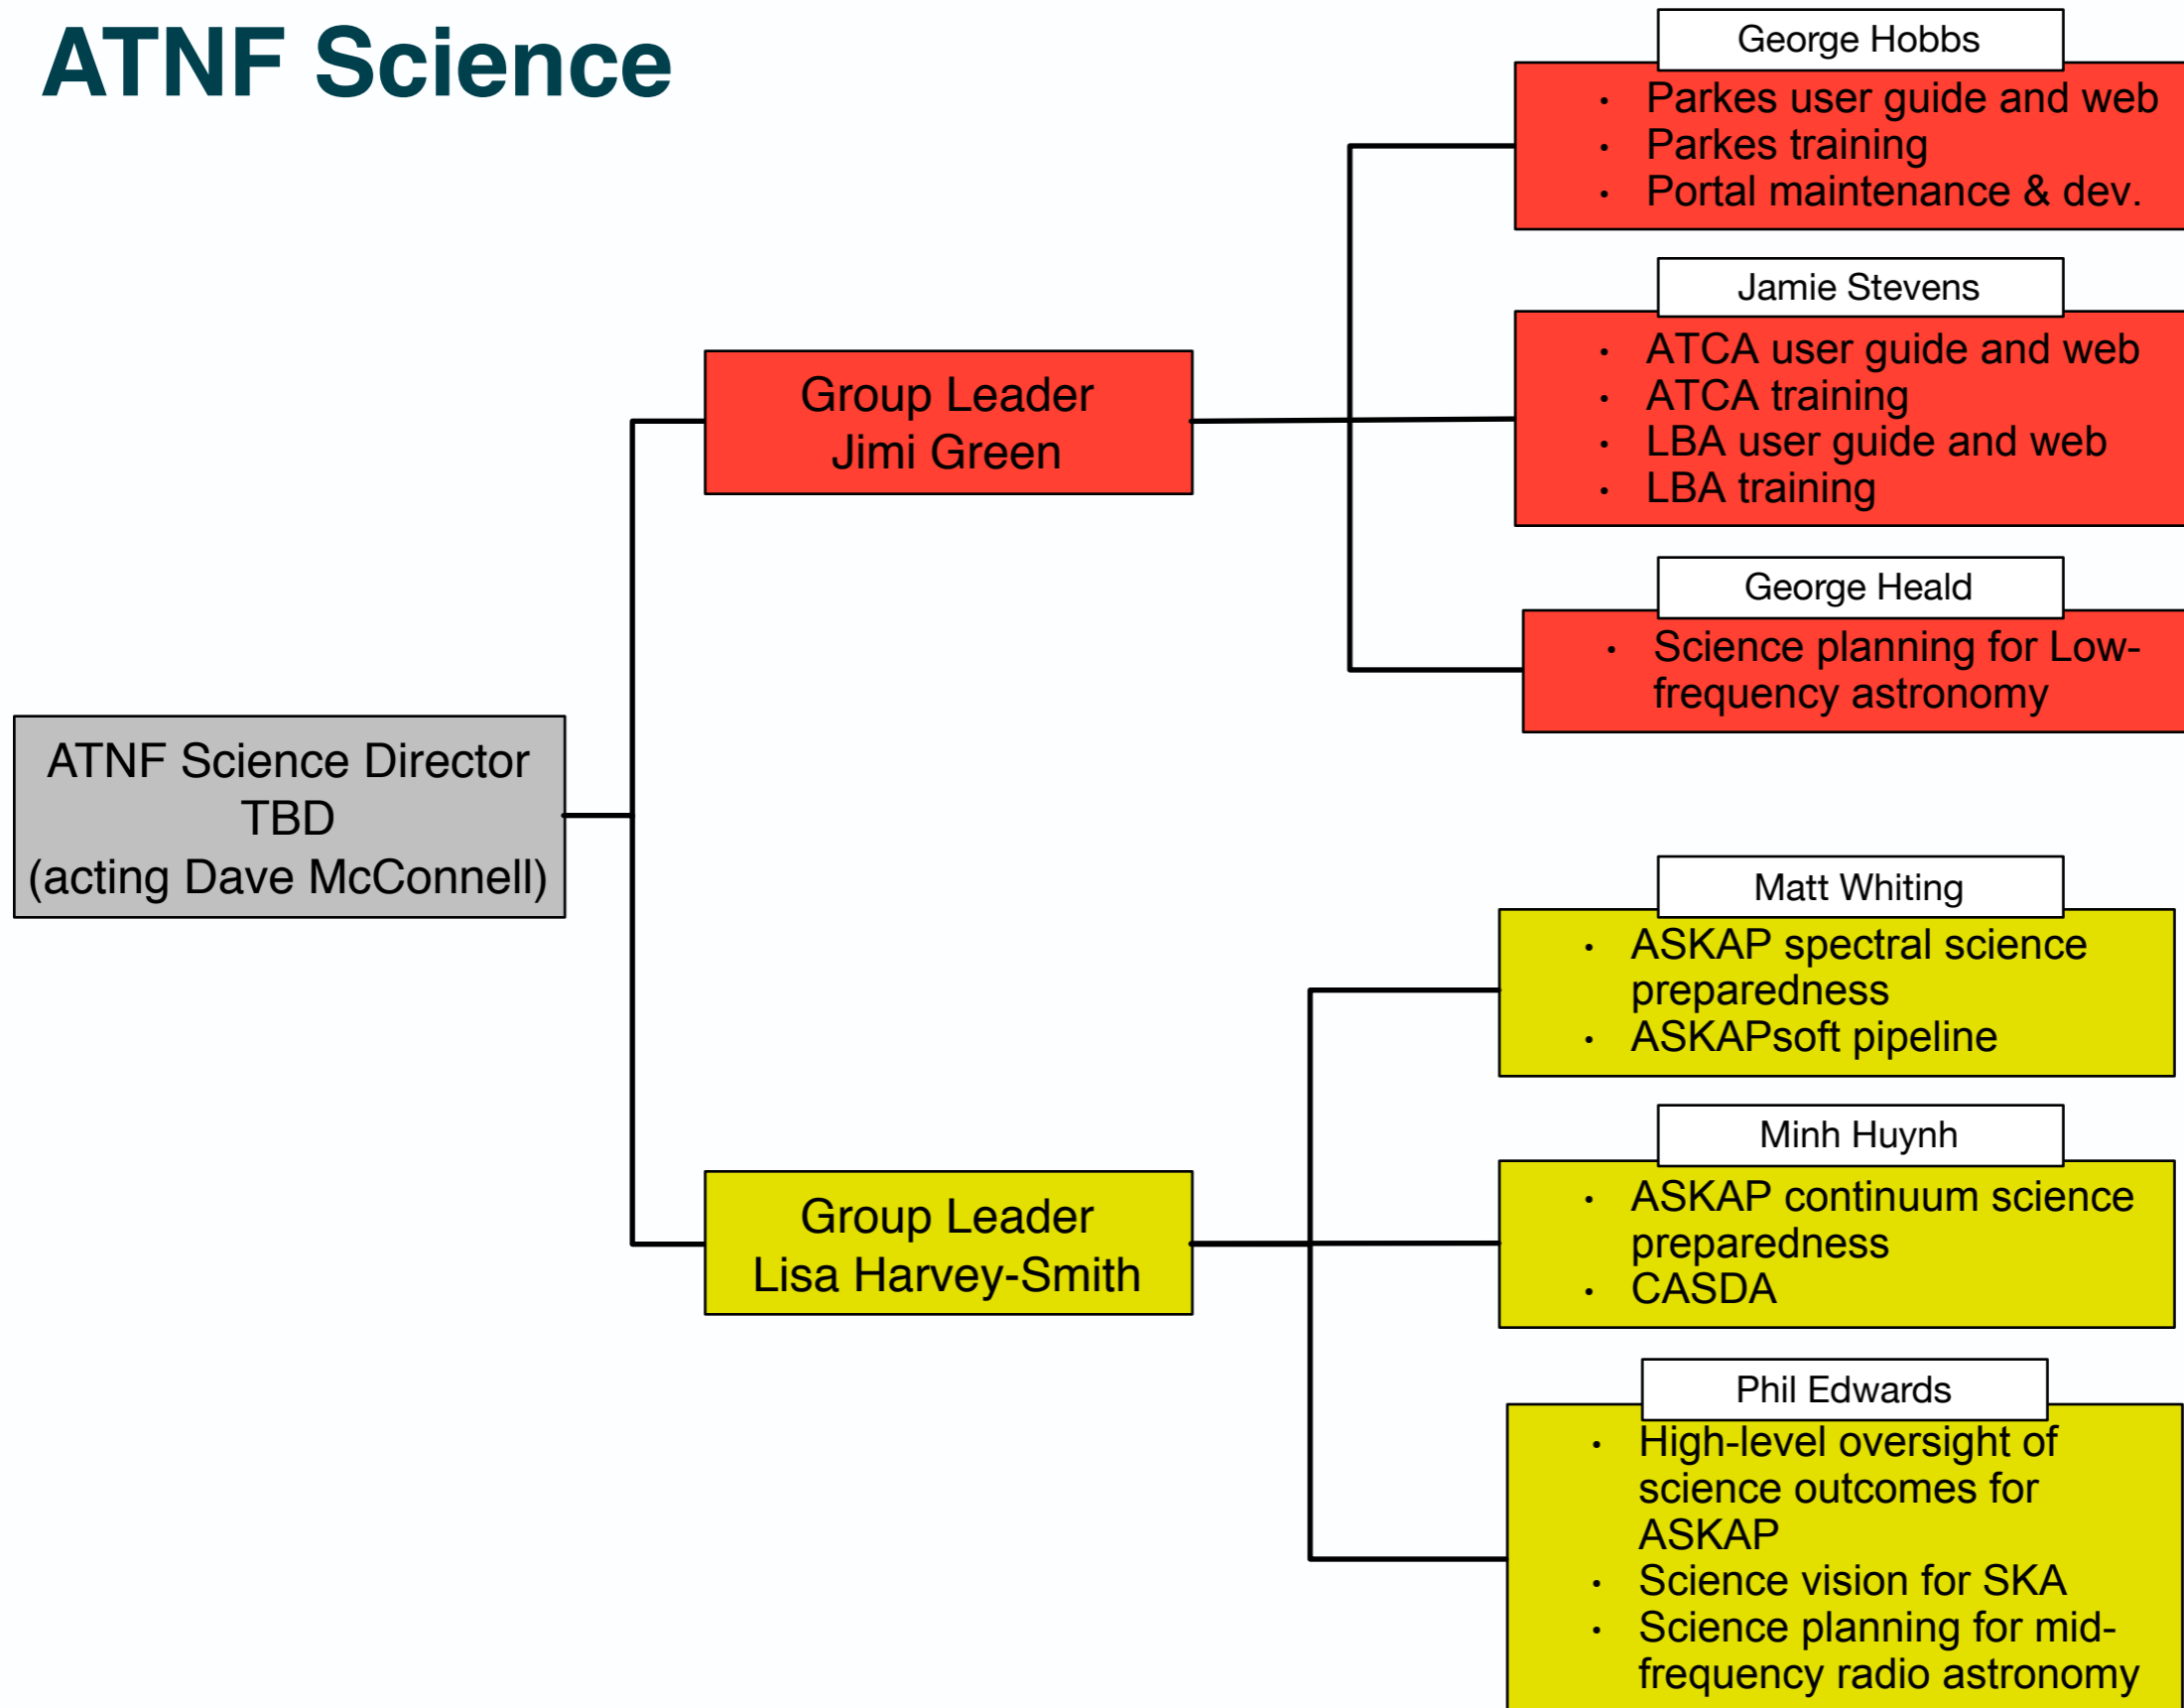 ATNF Science
George Hobbs
· Parkes user guide and web
· Parkes training
· Portal maintenance & dev.
Jamie Stevens
· ATCA user guide and web
· ATCA training
· LBA user guide and web
· LBA training
Group Leader
Jimi Green
George Heald
· Science planning for Low-
frequency astronomy
ATNF Science Director
TBD
(acting Dave McConnell)
Matt Whiting
· ASKAP spectral science
preparedness
· ASKAPsoft pipeline
Minh Huynh
· ASKAP continuum science
preparedness
· CASDA
Group Leader
Lisa Harvey-Smith
Phil Edwards
· High-level oversight of
science outcomes for
ASKAP
· Science vision for SKA
· Science planning for mid-
frequency radio astronomy